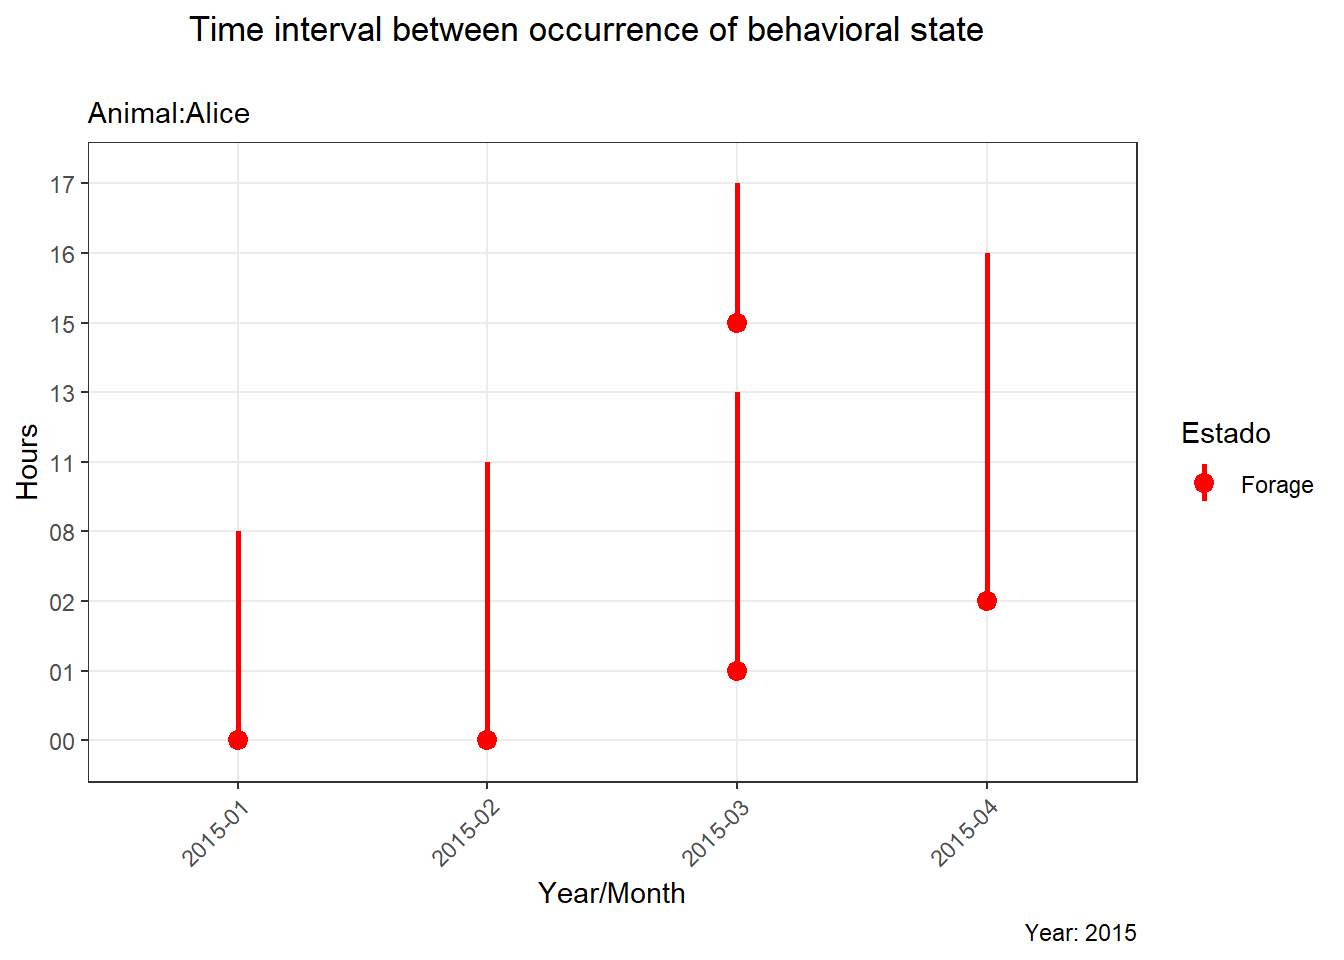 Time interval between occurrence of behavioral state
Animal:Alice
17
16
15
13
11
08
02
01
00
Hours
2015-01
2015-02
2015-03
2015-04
Year/Month
Estado
Forage
Year: 2015